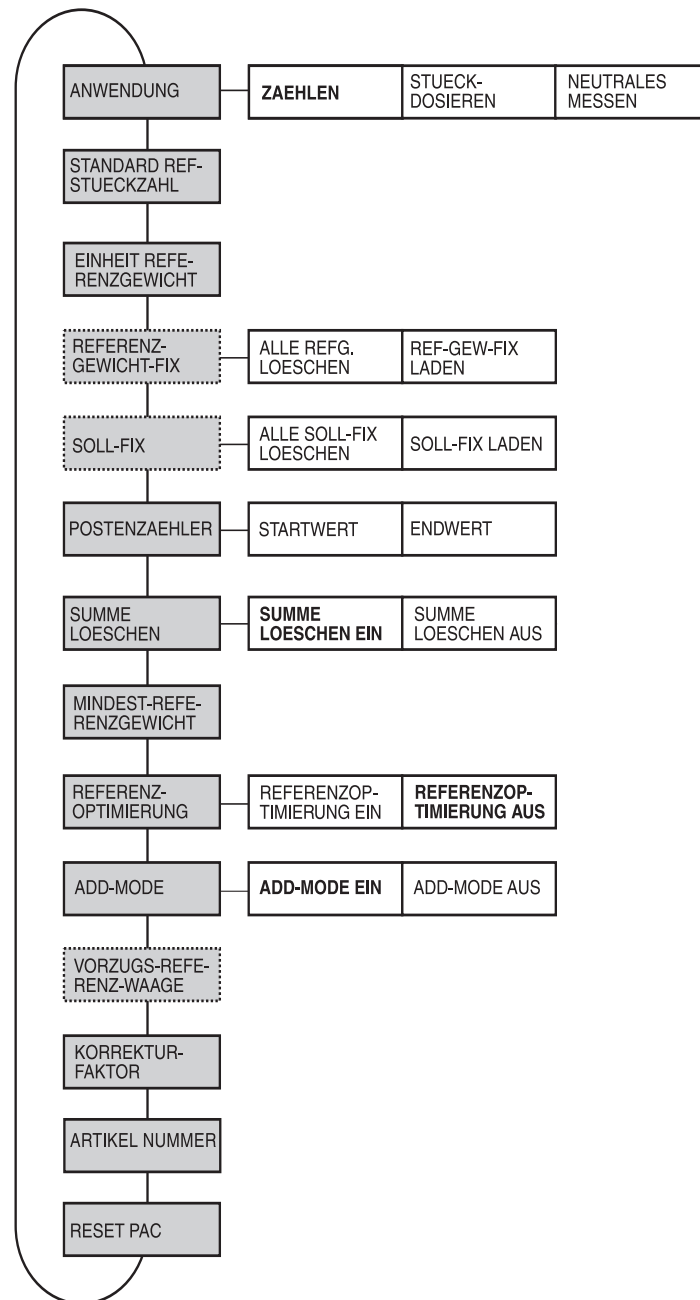 ANWENDUNG
ZAEHLEN
STUECK-
DOSIEREN
NEUTRALES
MESSEN
STANDARD REF-
STUECKZAHL
EINHEIT REFE-
RENZGEWICHT
REFERENZ-
GEWICHT-FIX
ALLE REFG.
LOESCHEN
REF-GEW-FIX
LADEN
SOLL-FIX
ALLE SOLL-FIX
LOESCHEN
SOLL-FIX LADEN
POSTENZAEHLER
STARTWERT
ENDWERT
SUMME
LOESCHEN
SUMME
LOESCHEN EIN
SUMME
LOESCHEN AUS
MINDEST-REFE-
RENZGEWICHT
REFERENZ-
OPTIMIERUNG
REFERENZOP-
TIMIERUNG EIN
REFERENZOP-
TIMIERUNG AUS
ADD-MODE
ADD-MODE EIN
ADD-MODE AUS
VORZUGS-REFE-
RENZ-WAAGE
KORREKTUR-
FAKTOR
ARTIKEL NUMMER
RESET PAC